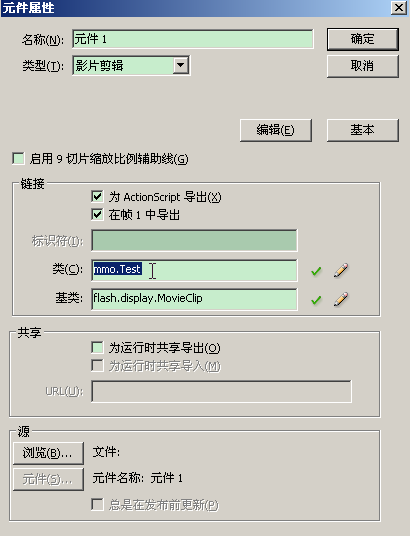 元件属性
名称(N): 元件 1 确定
类型(T): 影片剪辑 取消
编辑(E) 基本
启用 9 切片缩放比例辅助线(G)
链接
为 ActionScript 导出(X)
在帧 1 中导出
标识符(I):
类(C): mmo.Test
基类: flash.display.MovieClip
共享
为运行时共享导出(O)
为运行时共享导入(M)
URL(U):
源
浏览(B)... 文件:
元件(S)... 元件名称: 元件 1
总是在发布前更新(P)